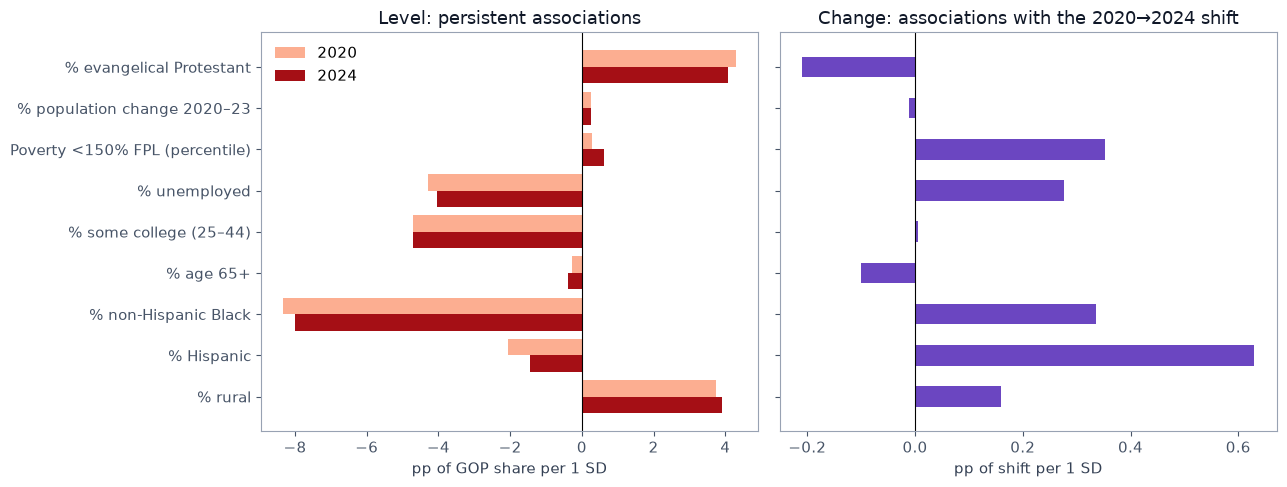 Level: persistent associations
2020
2024
% evangelical Protestant
% population change 2020–23
Poverty <150% FPL (percentile)
% unemployed
% some college (25–44)
% age 65+
% non-Hispanic Black
% Hispanic
% rural
−8 −6 −4 −2 0 2 4
pp of GOP share per 1 SD
Change: associations with the 2020→2024 shift
−0.2 0.0 0.2 0.4 0.6
pp of shift per 1 SD